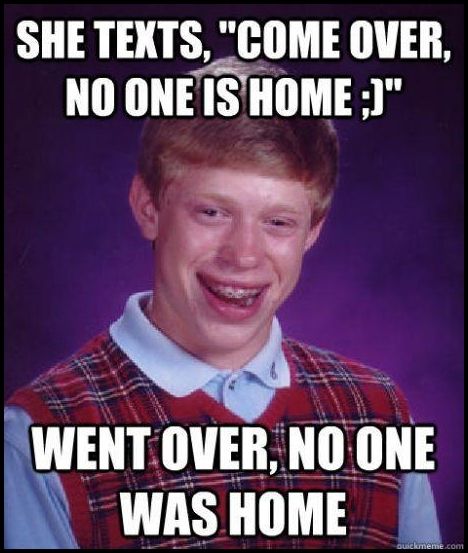 SHE TEXTS, "COME OVER,
NO ONE IS HOME ;)"
WENT OVER, NO ONE
WAS HOME
quickmeme.com